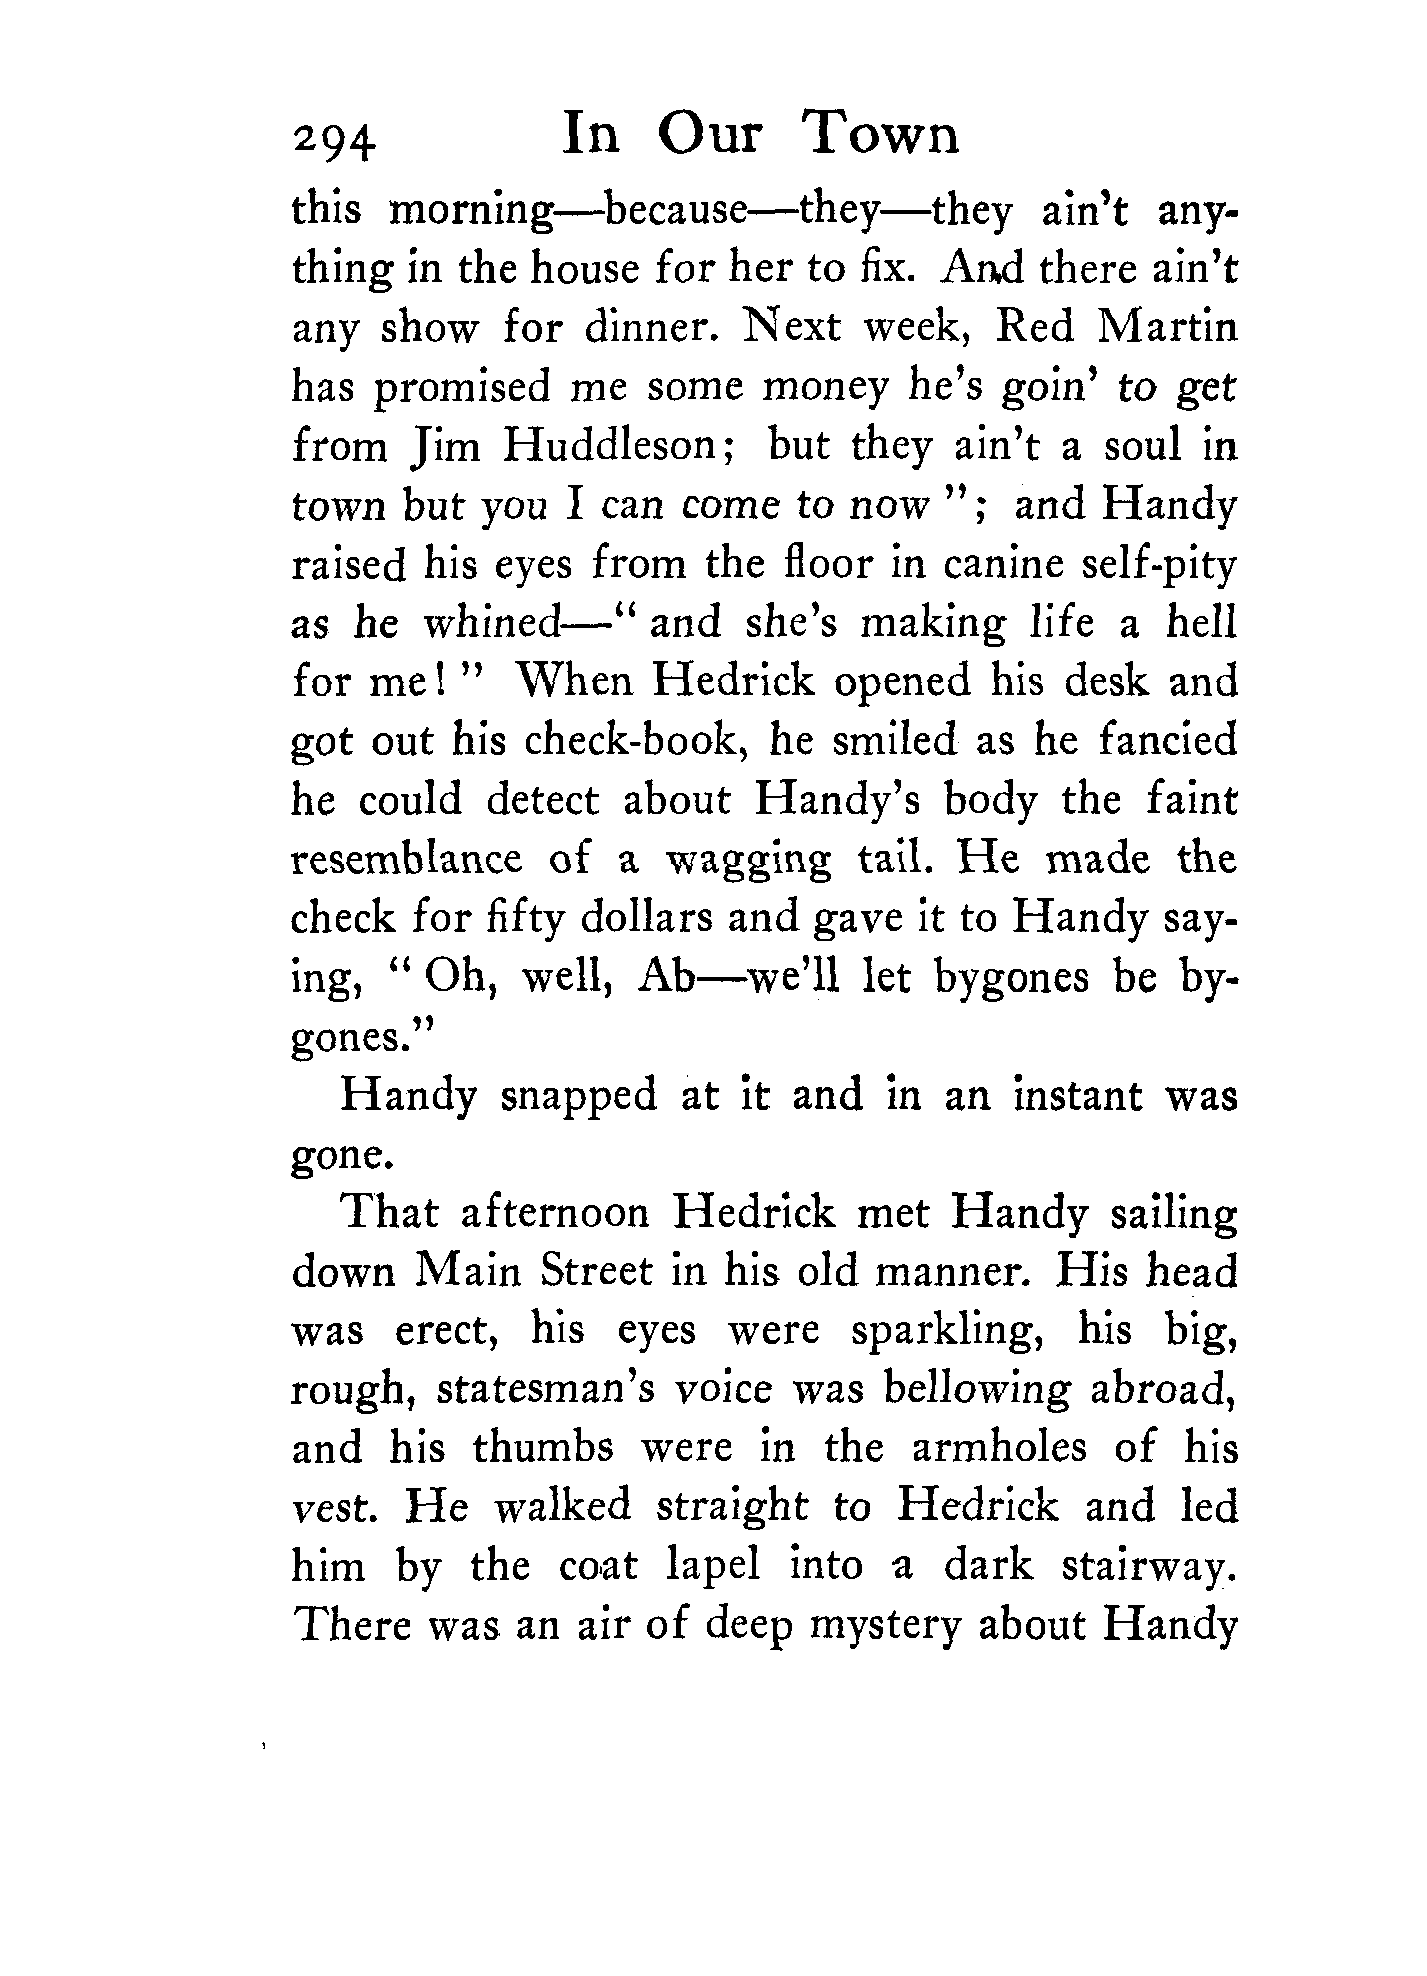 294 In Our Town
this morning—because—they—they ain't any-
thing in the house for her to fix. And there ain't
any show for dinner. Next week, Red Martin
has promised me some money he's goin' to get
from Jim Huddleson; but they ain't a soul in
town but you I can come to now "; and Handy
raised his eyes from the floor in canine self-pity
as he whined—" and she's making life a hell
for me! " When Hedrick opened his desk and
got out his check-book, he smiled as he fancied
he could detect about Handy's body the faint
resemblance of a wagging tail. He made the
check for fifty dollars and gave it to Handy say-
ing, " Oh, well, Ab—we'll let bygones be by-
gones."
Handy snapped at it and in an instant was
gone.
That afternoon Hedrick met Handy sailing
down Main Street in his old manner. His head
was erect, his eyes were sparkling, his big,
rough, statesman's voice was bellowing abroad,
and his thumbs were in the armholes of his
vest. He walked straight to Hedrick and led
him by the coat lapel into a dark stairway.
There was an air of deep mystery about Handy